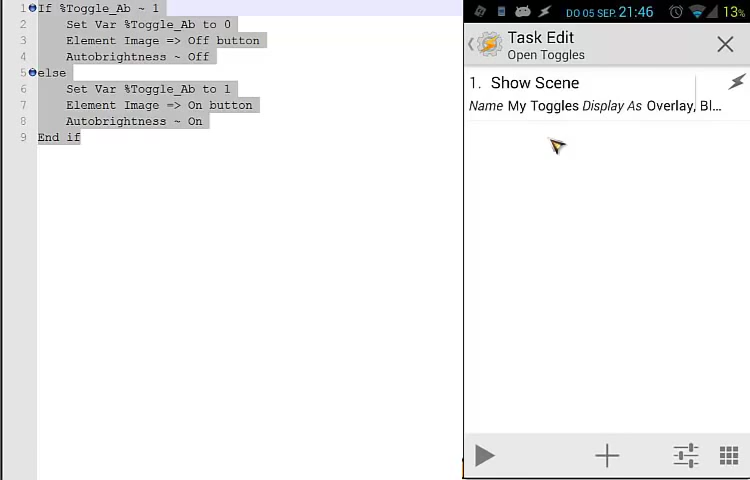 1 If %Toggle_Ab ~ 1
2 Set Var %Toggle_Ab to 0
3 Element Image => Off button
4 Autobrightness ~ Off
5 else
6 Set Var %Toggle_Ab to 1
7 Element Image => On button
8 Autobrightness ~ On
9 End if
DO 05 SEP. 21:46 13%
Task Edit
Open Toggles
1. Show Scene
Name My Toggles Display As Overlay, Bl...